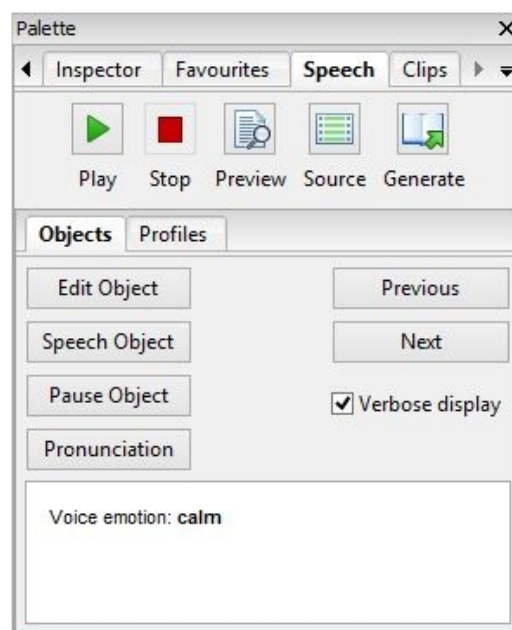 Palette
Inspector Favourites Speech Clips
Play Stop Preview Source Generate
Objects Profiles
Edit Object Previous
Speech Object Next
Pause Object Verbose display
Pronunciation
Voice emotion: calm